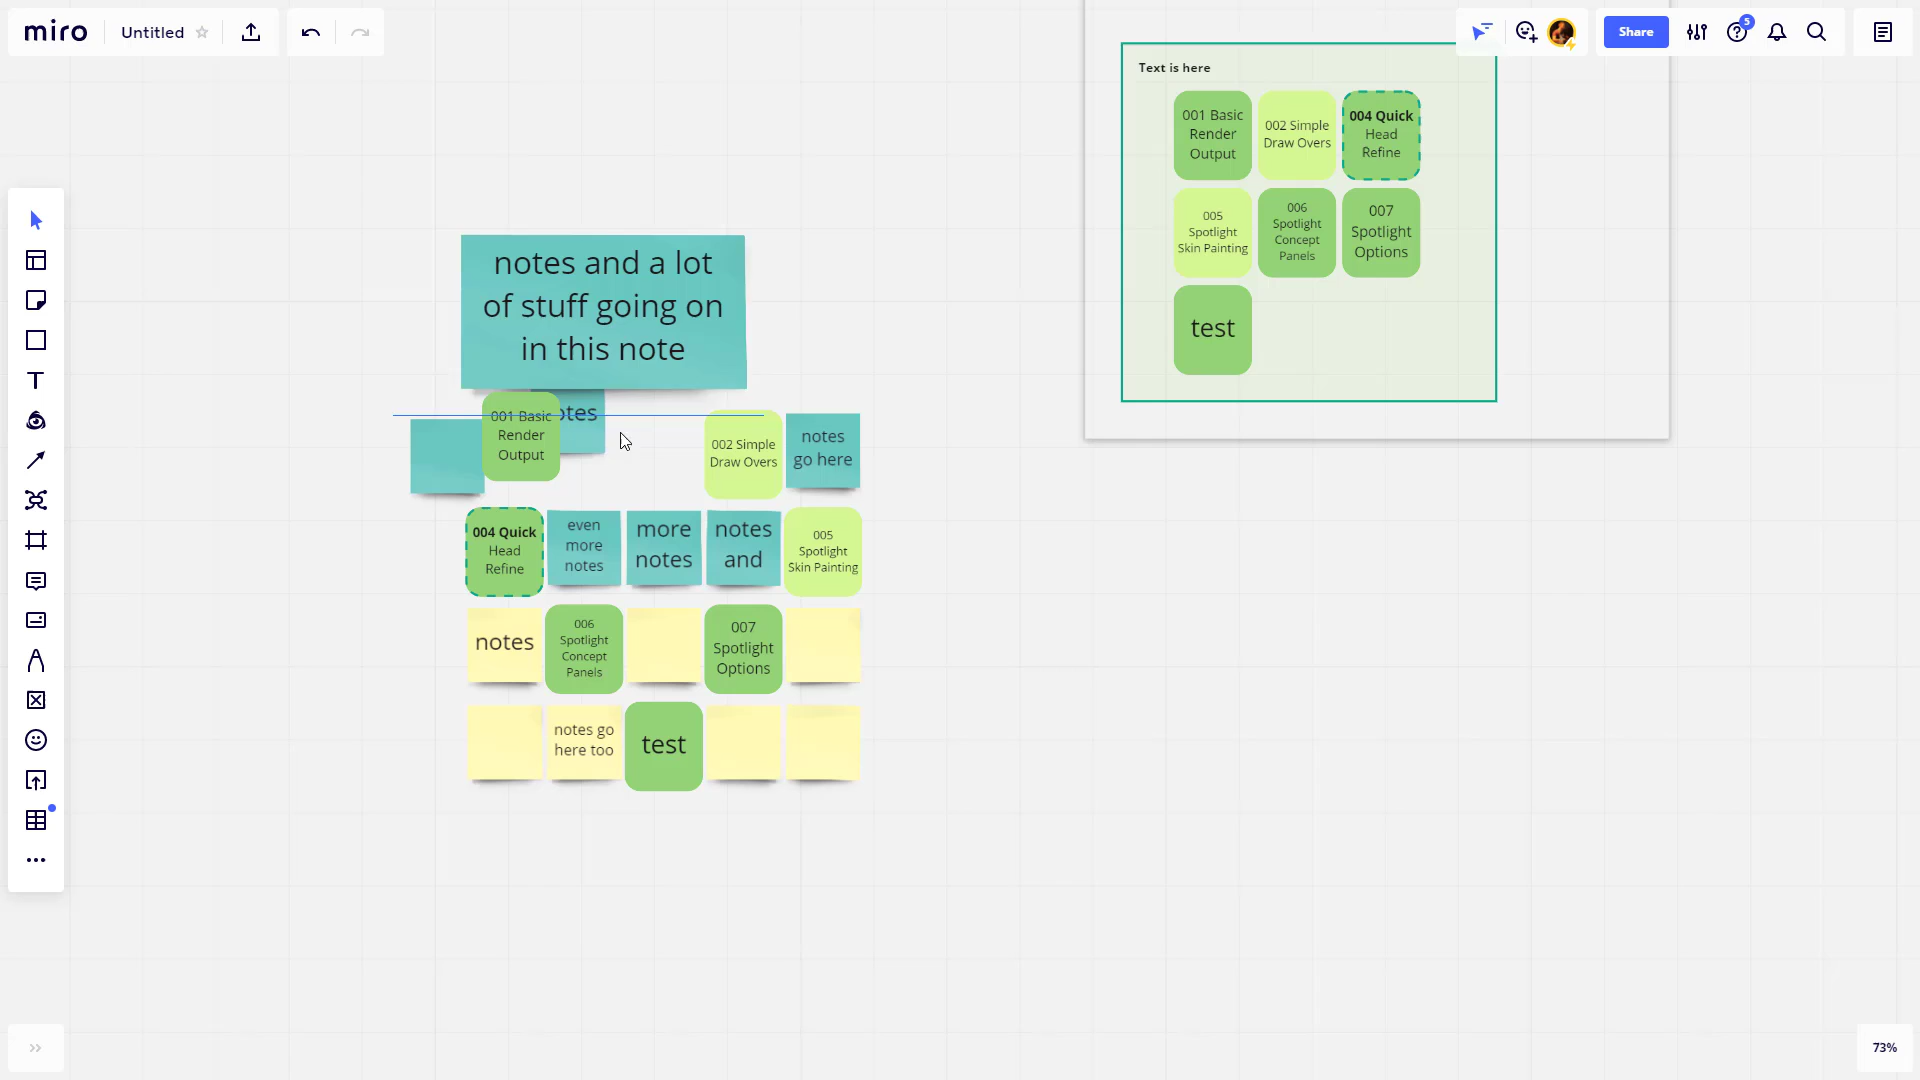 miro
Untitled
Share
5
Text is here
001 Basic
Render
Output
002 Simple
Draw Overs
004 Quick
Head
Refine
005
Spotlight
Skin Painting
006
Spotlight
Concept
Panels
007
Spotlight
Options
test
notes and a lot
of stuff going on
in this note
001 Basic
Render
Output
otes
002 Simple
Draw Overs
notes
go here
004 Quick
Head
Refine
even
more
notes
more
notes
notes
and
005
Spotlight
Skin Painting
notes
006
Spotlight
Concept
Panels
007
Spotlight
Options
notes go
here too
test
73%